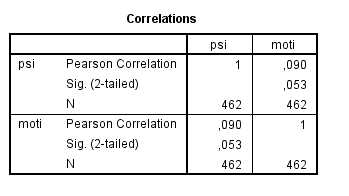 Correlations
psi moti
psi Pearson Correlation 1 ,090
Sig. (2-tailed) ,053
N 462 462
moti Pearson Correlation ,090 1
Sig. (2-tailed) ,053
N 462 462